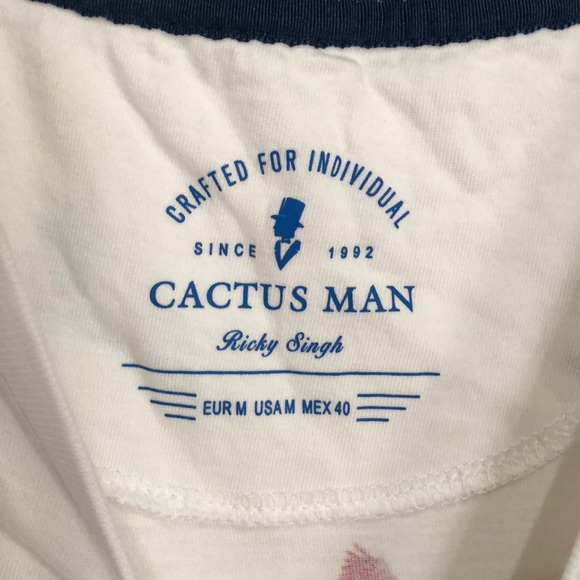 CRAFTED FOR INDIVIDUAL
SINCE 1992
CACTUS MAN
Ricky Singh
EUR M USA M MEX 40